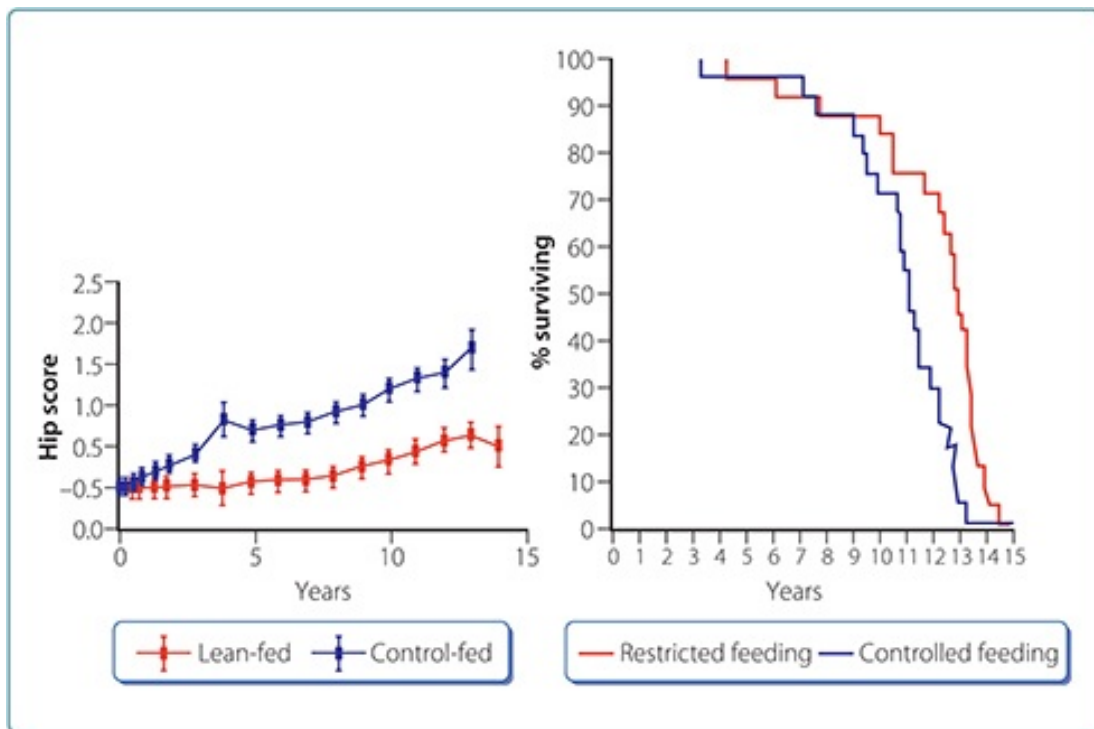 Hip score
2.5
2.0
1.5
1.0
0.5
–0.5
0.0
0 5 10 15
Years
Lean-fed Control-fed
% surviving
100
90
80
70
60
50
40
30
20
10
0
0 1 2 3 4 5 6 7 8 9 10 11 12 13 14 15
Years
Restricted feeding Controlled feeding